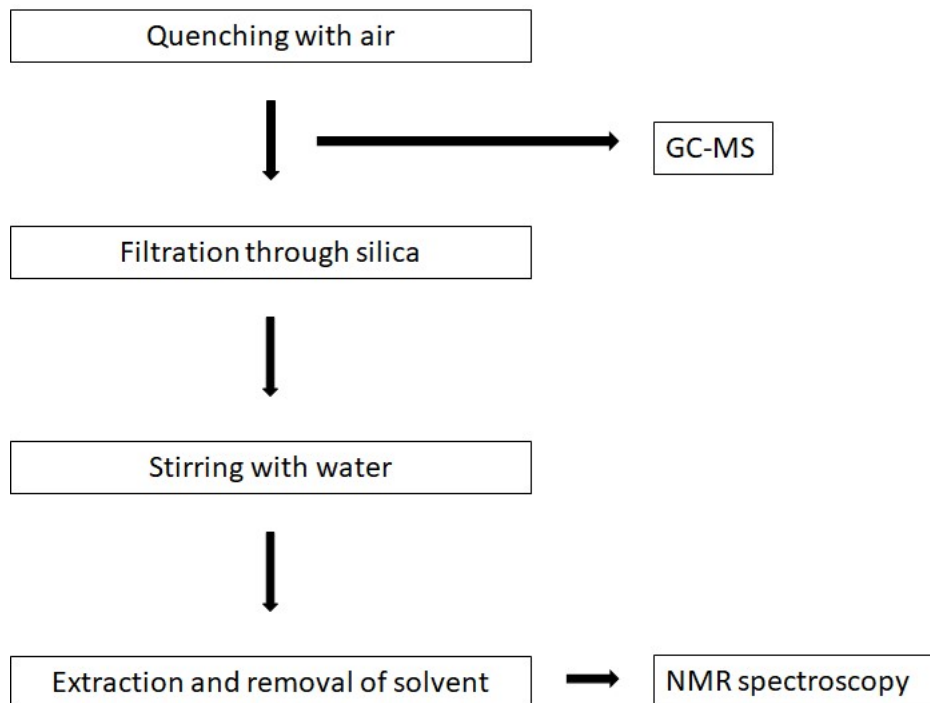 Quenching with air
GC-MS
Filtration through silica
Stirring with water
Extraction and removal of solvent
NMR spectroscopy